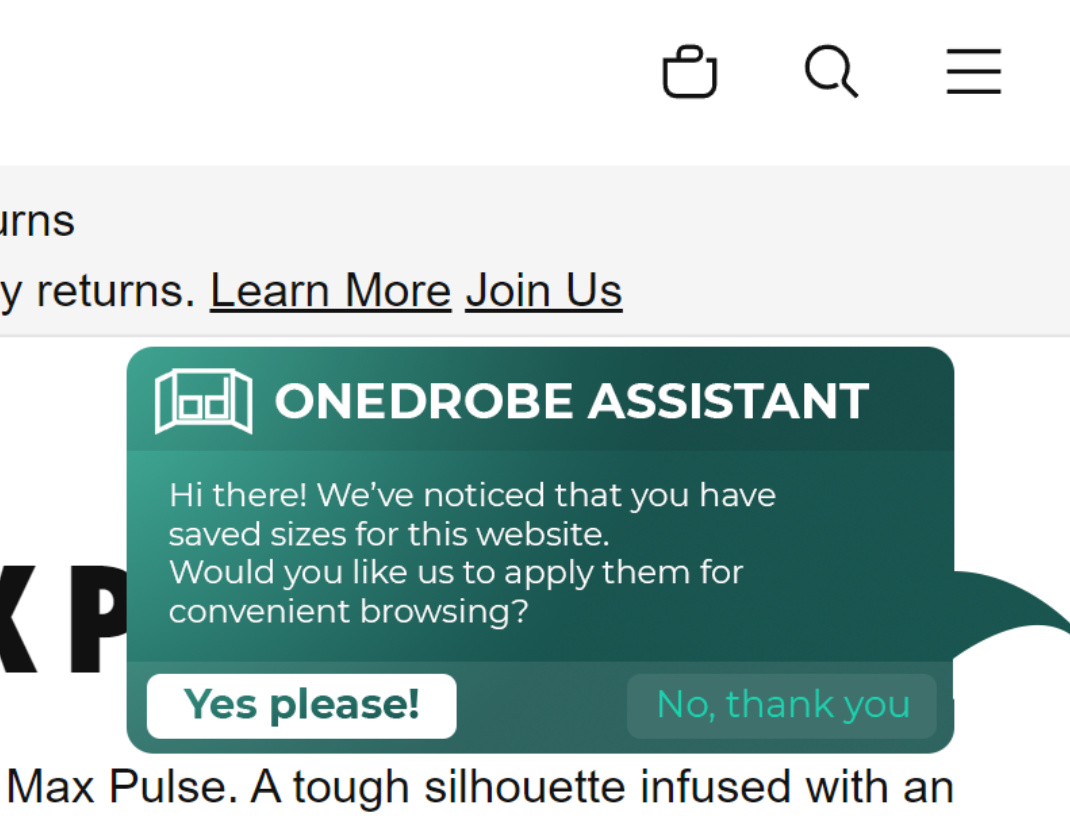 urns
y returns. Learn More Join Us
ONEDROBE ASSISTANT
Hi there! We’ve noticed that you have
saved sizes for this website.
Would you like us to apply them for
convenient browsing?
X P
Yes please!
No, thank you
Max Pulse. A tough silhouette infused with an